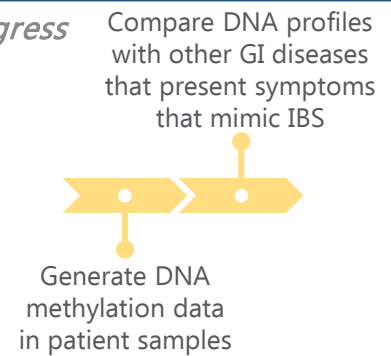 Compare DNA profiles
with other GI diseases
that present symptoms
that mimic IBS
Generate DNA
methylation data
in patient samples